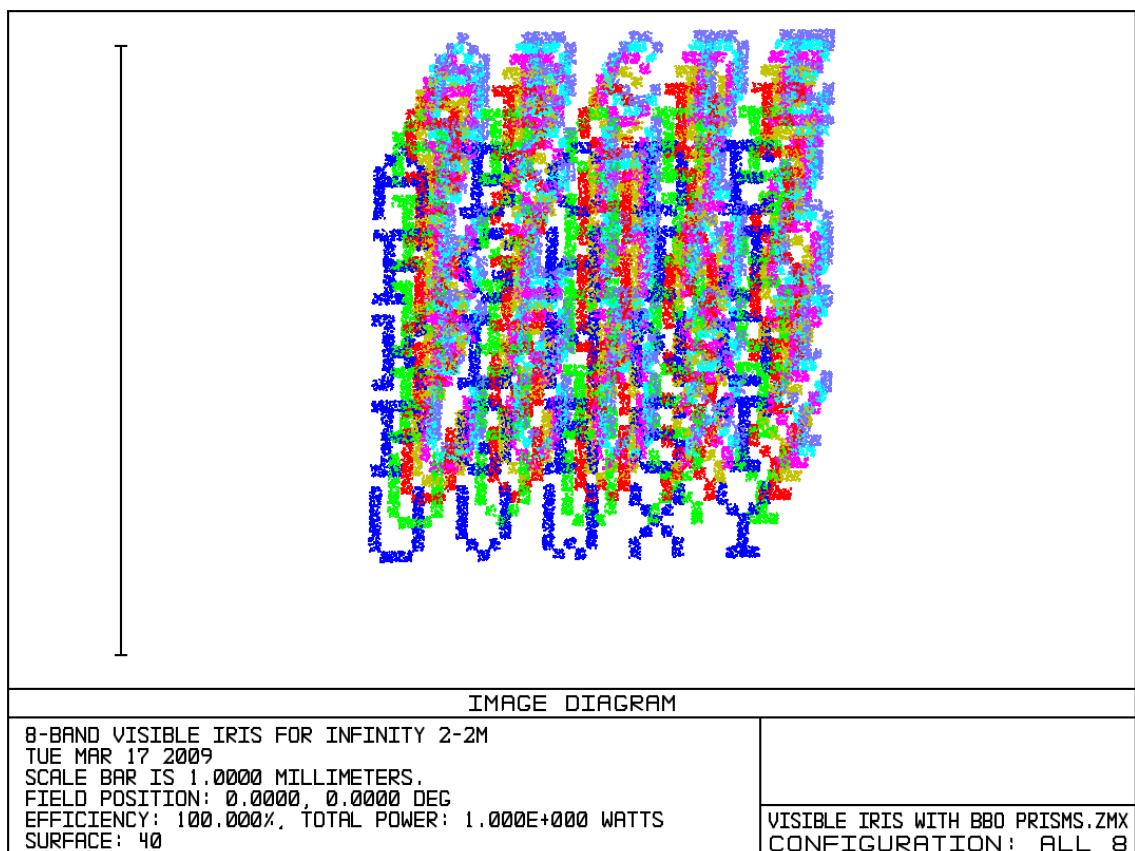 U V W X Y
IMAGE DIAGRAM
8-BAND VISIBLE IRIS FOR INFINITY 2-2M
TUE MAR 17 2009
SCALE BAR IS 1.0000 MILLIMETERS.
FIELD POSITION: 0.0000, 0.0000 DEG
EFFICIENCY: 100.000%, TOTAL POWER: 1.000E+000 WATTS
SURFACE: 40
VISIBLE IRIS WITH BBO PRISMS.ZMX
CONFIGURATION: ALL 8